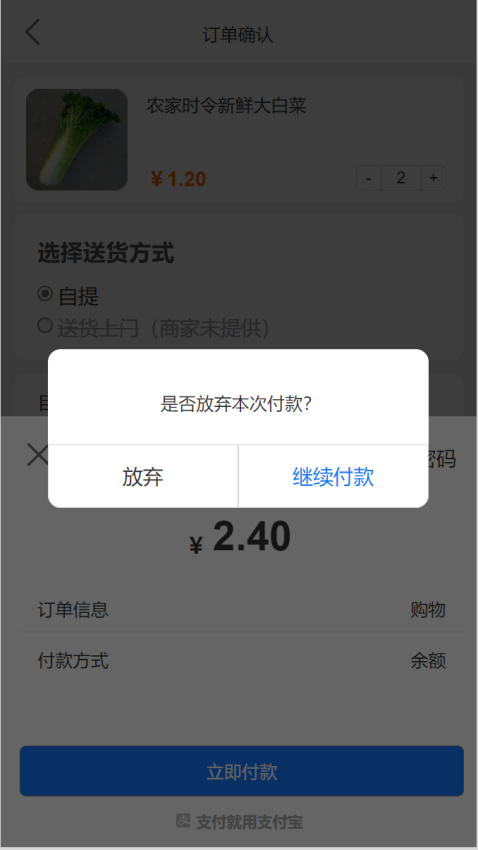 订单确认
农家时令新鲜大白菜
¥1.20
- 2 +
选择送货方式
自提
送货上门（商家未提供）
是否放弃本次付款?
放弃 继续付款
密码
¥ 2.40
订单信息 购物
付款方式 余额
立即付款
支 支付就用支付宝